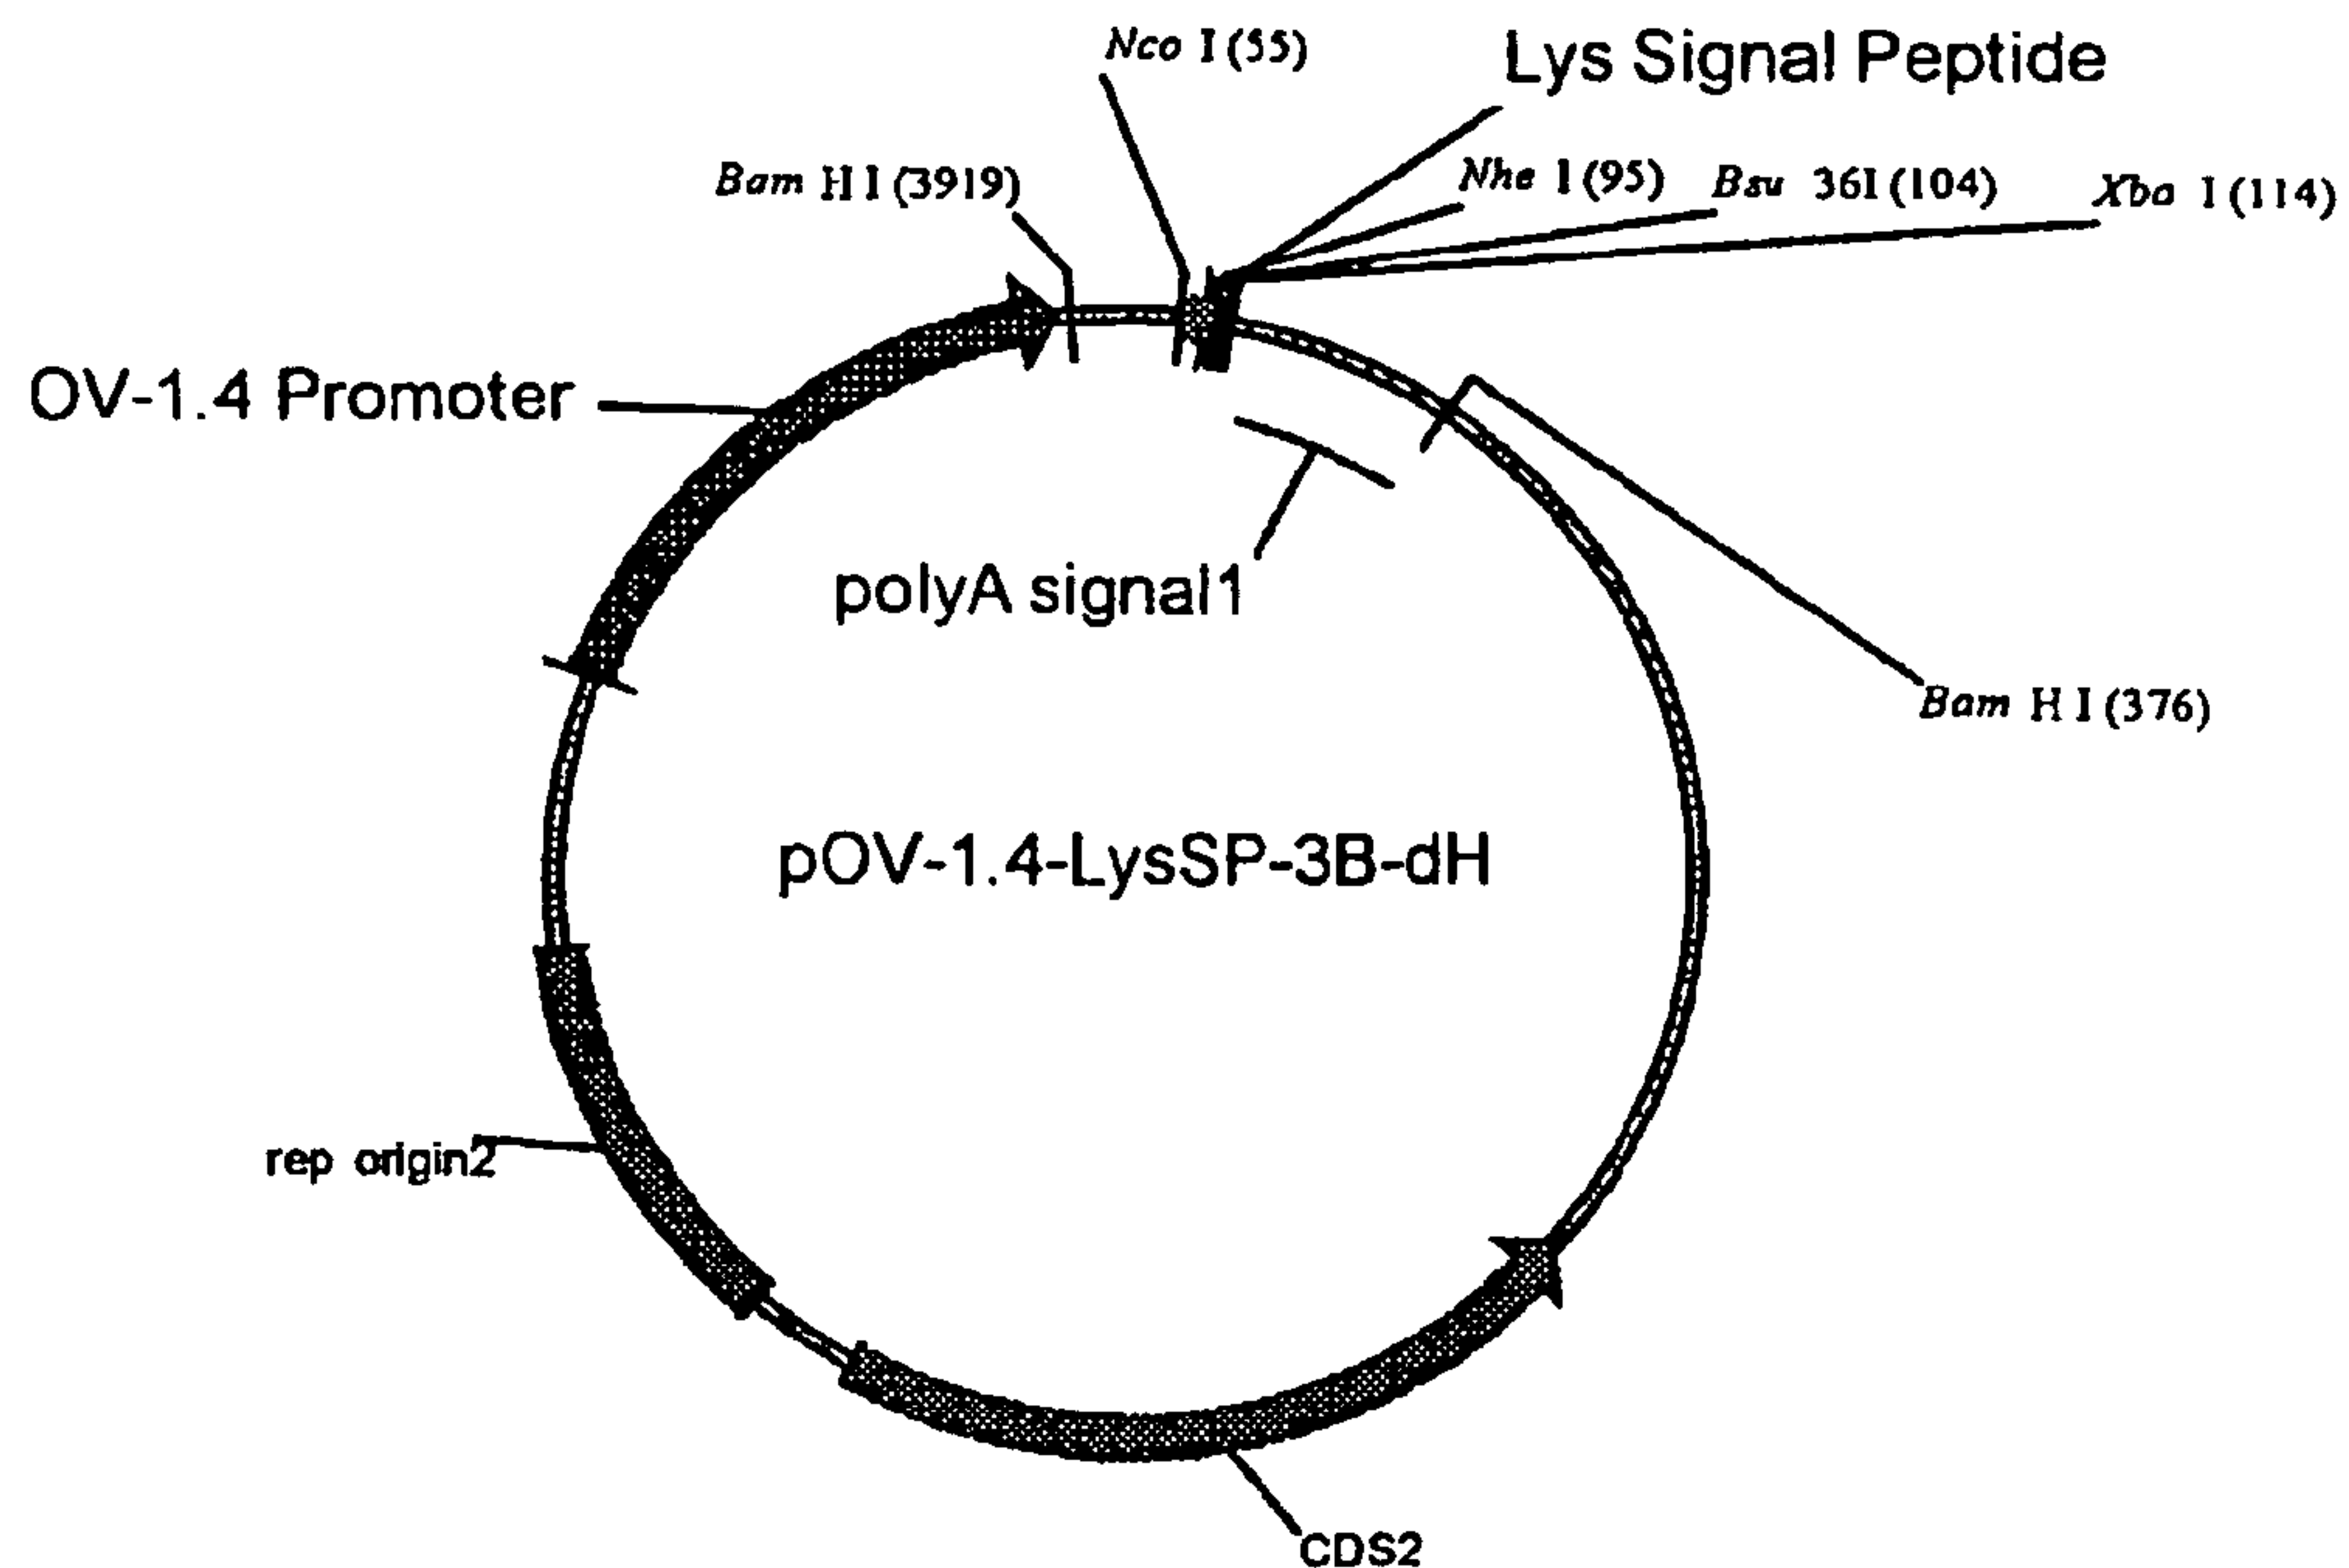 Nco I (55)
Lys Signal Peptide
Bam H I (3919)
Nhe I (95)
Bsu 36I (104)
Xba I (114)
OV-1.4 Promoter
polyA signal1
Bam H I (376)
pOV-1.4-LysSP-3B-dH
rep origin2
CDS2